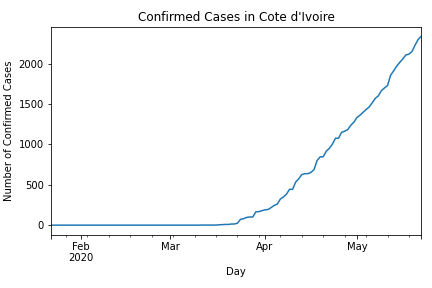 Confirmed Cases in Cote d'Ivoire
Number of Confirmed Cases
2000
1500
1000
500
0
Feb Mar Apr May
2020
Day